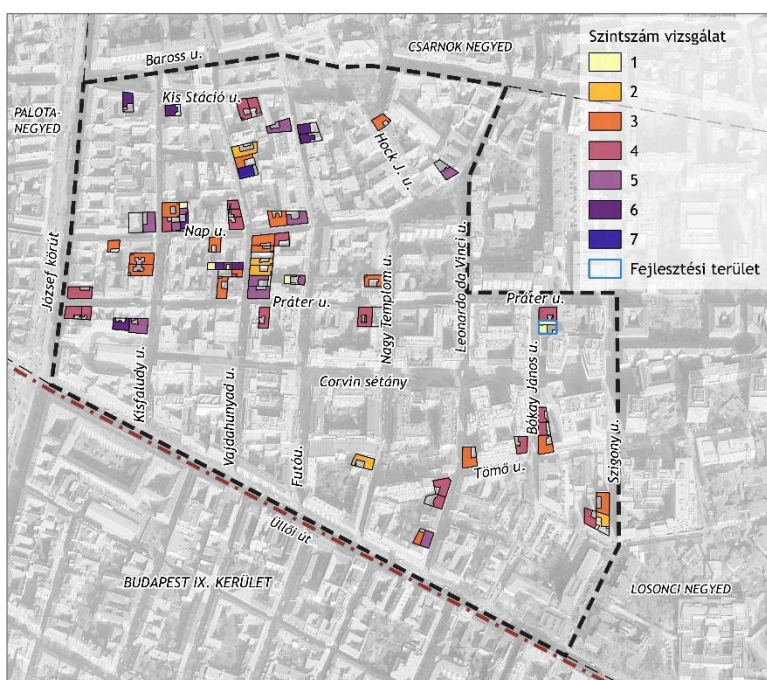 Baross u.
CSARNOK NEGYED
Szintszám vizsgálat
1
2
3
4
5
6
7
Fejlesztési terület
PALOTA-
NEGYED
Kis Stáció u.
Hock J. u.
Nap u.
József körút
Práter u.
Nagy Templom u.
Leonardo da Vinci u.
Práter u.
Kisfaludy u.
Vajdahunyad u.
Corvin sétány
Bókay János u.
Futó u.
Tömő u.
Szigony u.
Üllői út
BUDAPEST IX. KERÜLET
LOSONCI NEGYED